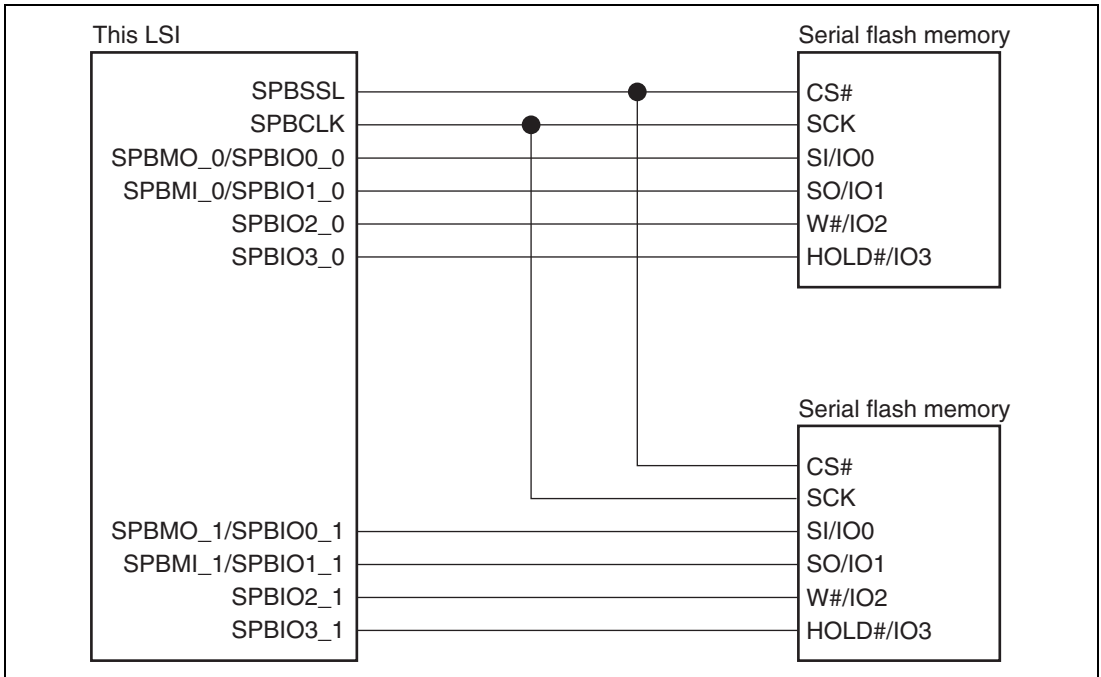 This LSI
SPBSSL
SPBCLK
SPBMO_0/SPBIO0_0
SPBMI_0/SPBIO1_0
SPBIO2_0
SPBIO3_0
SPBMO_1/SPBIO0_1
SPBMI_1/SPBIO1_1
SPBIO2_1
SPBIO3_1
Serial flash memory
CS#
SCK
SI/IO0
SO/IO1
W#/IO2
HOLD#/IO3
Serial flash memory
CS#
SCK
SI/IO0
SO/IO1
W#/IO2
HOLD#/IO3